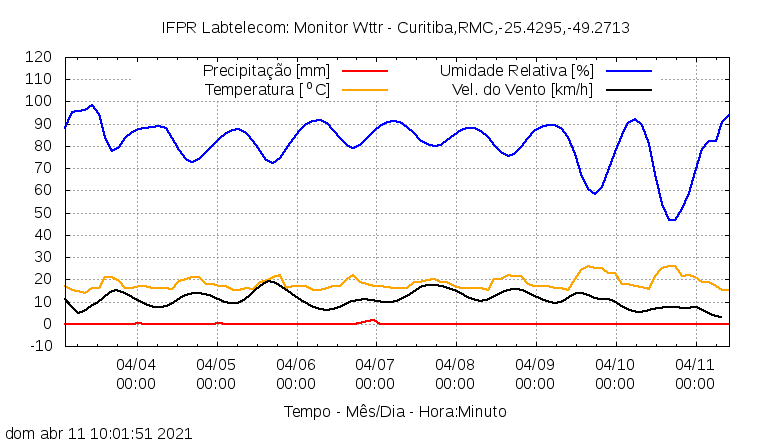 IFPR Labtelecom: Monitor Wttr - Curitiba,RMC,-25.4295,-49.2713
120
110
100
90
80
70
60
50
40
30
20
10
0
-10
Precipitação [mm]
Temperatura [ ⁰C]
Umidade Relativa [%]
Vel. do Vento [km/h]
04/04 04/05 04/06 04/07 04/08 04/09 04/10 04/11
00:00 00:00 00:00 00:00 00:00 00:00 00:00 00:00
Tempo - Mês/Dia - Hora:Minuto
dom abr 11 10:01:51 2021